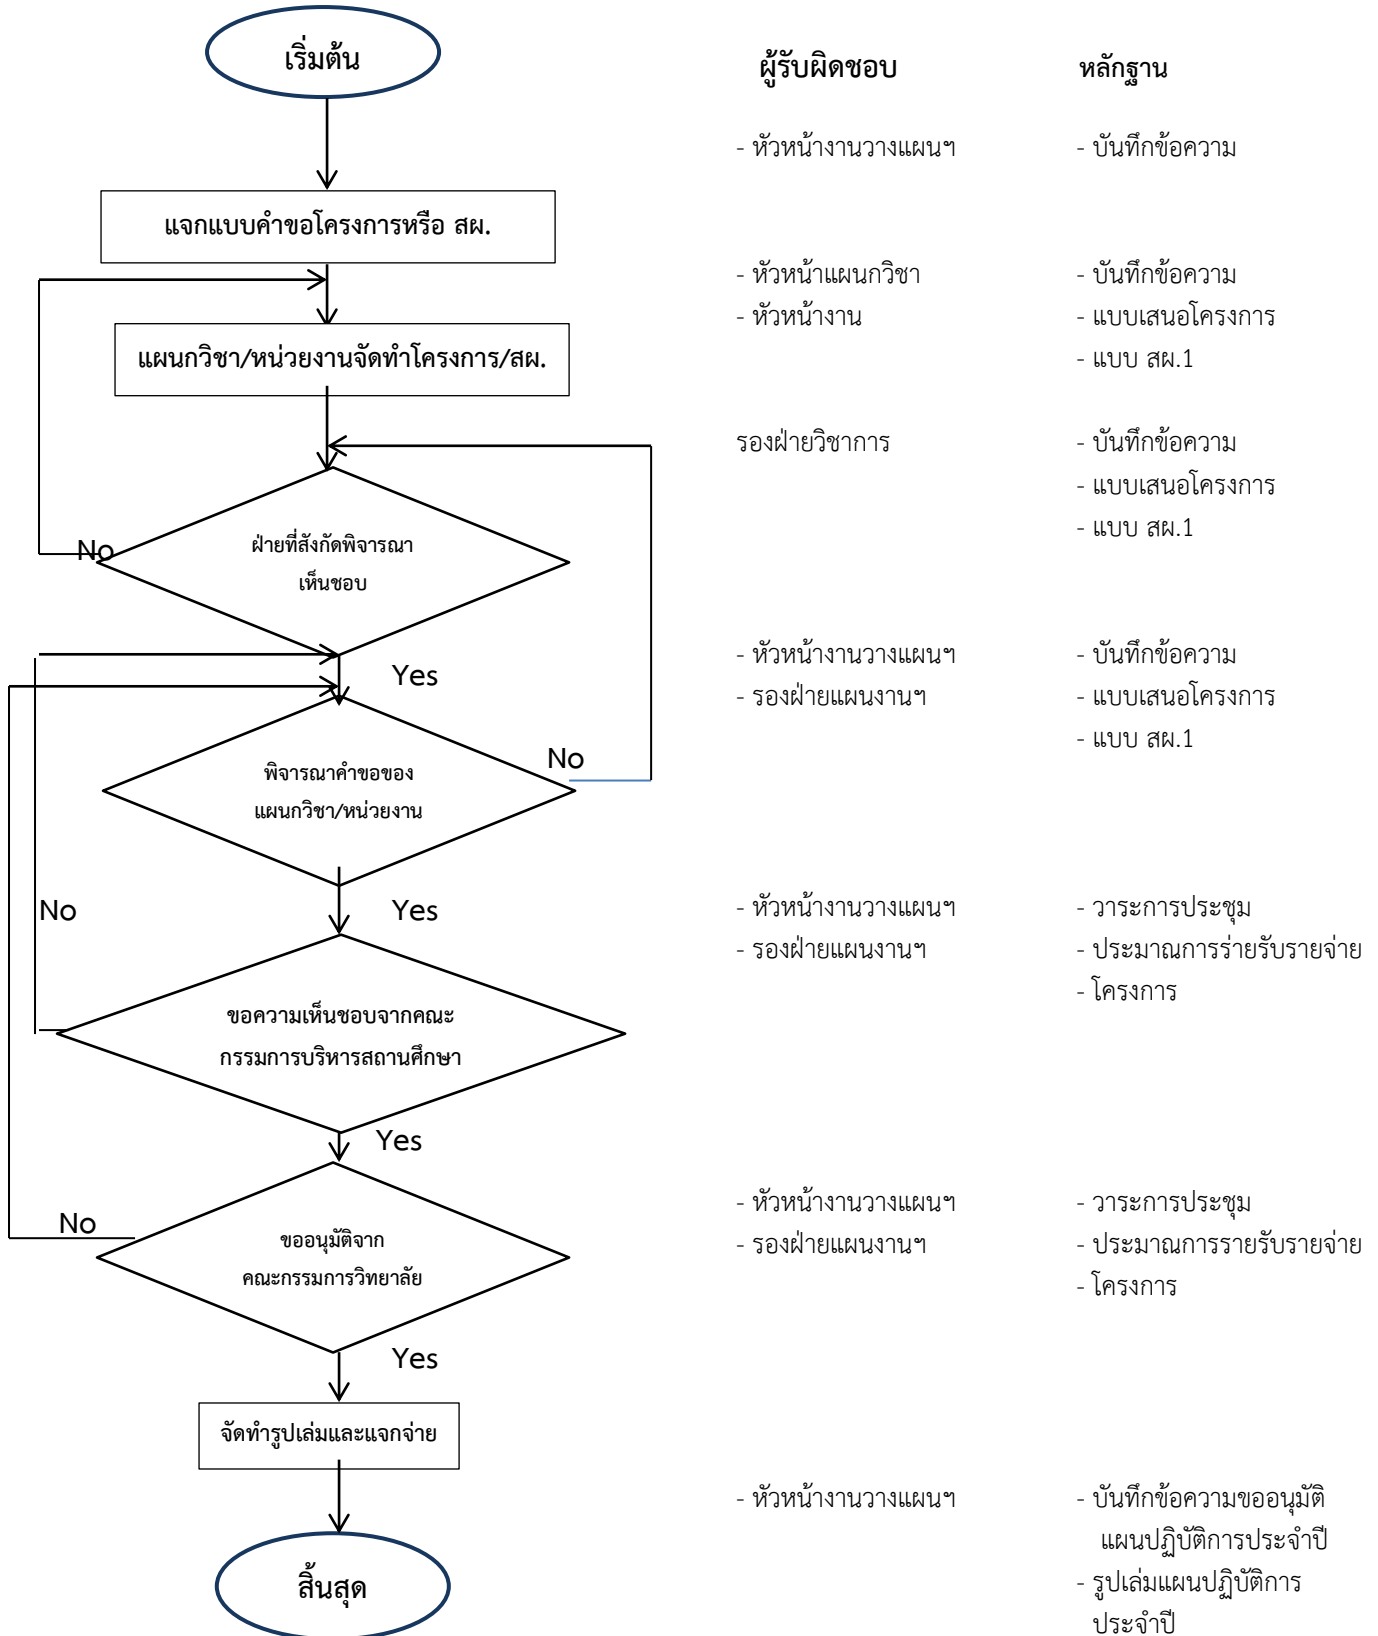 เริ่มต้น
ผู้รับผิดชอบ
หลักฐาน
- หัวหน้างานวางแผนฯ
- บันทึกข้อความ
แจกแบบคำขอโครงการหรือ สผ.
- หัวหน้าแผนกวิชา
- บันทึกข้อความ
- หัวหน้างาน
- แบบเสนอโครงการ
แผนกวิชา/หน่วยงานจัดทำโครงการ/สผ.
- แบบ สผ.1
รองฝ่ายวิชาการ
- บันทึกข้อความ
- แบบเสนอโครงการ
- แบบ สผ.1
No
ฝ่ายที่สังกัดพิจารณา
เห็นชอบ
- หัวหน้างานวางแผนฯ
- บันทึกข้อความ
Yes
- รองฝ่ายแผนงานฯ
- แบบเสนอโครงการ
- แบบ สผ.1
No
พิจารณาคำขอของ
แผนกวิชา/หน่วยงาน
No
Yes
- หัวหน้างานวางแผนฯ
- วาระการประชุม
- รองฝ่ายแผนงานฯ
- ประมาณการร่ายรับรายจ่าย
- โครงการ
ขอความเห็นชอบจากคณะ
กรรมการบริหารสถานศึกษา
Yes
- หัวหน้างานวางแผนฯ
- วาระการประชุม
No
- รองฝ่ายแผนงานฯ
- ประมาณการรายรับรายจ่าย
- โครงการ
ขออนุมัติจาก
คณะกรรมการวิทยาลัย
Yes
จัดทำรูปเล่มและแจกจ่าย
- หัวหน้างานวางแผนฯ
- บันทึกข้อความขออนุมัติ
แผนปฏิบัติการประจำปี
สิ้นสุด
- รูปเล่มแผนปฏิบัติการ
ประจำปี